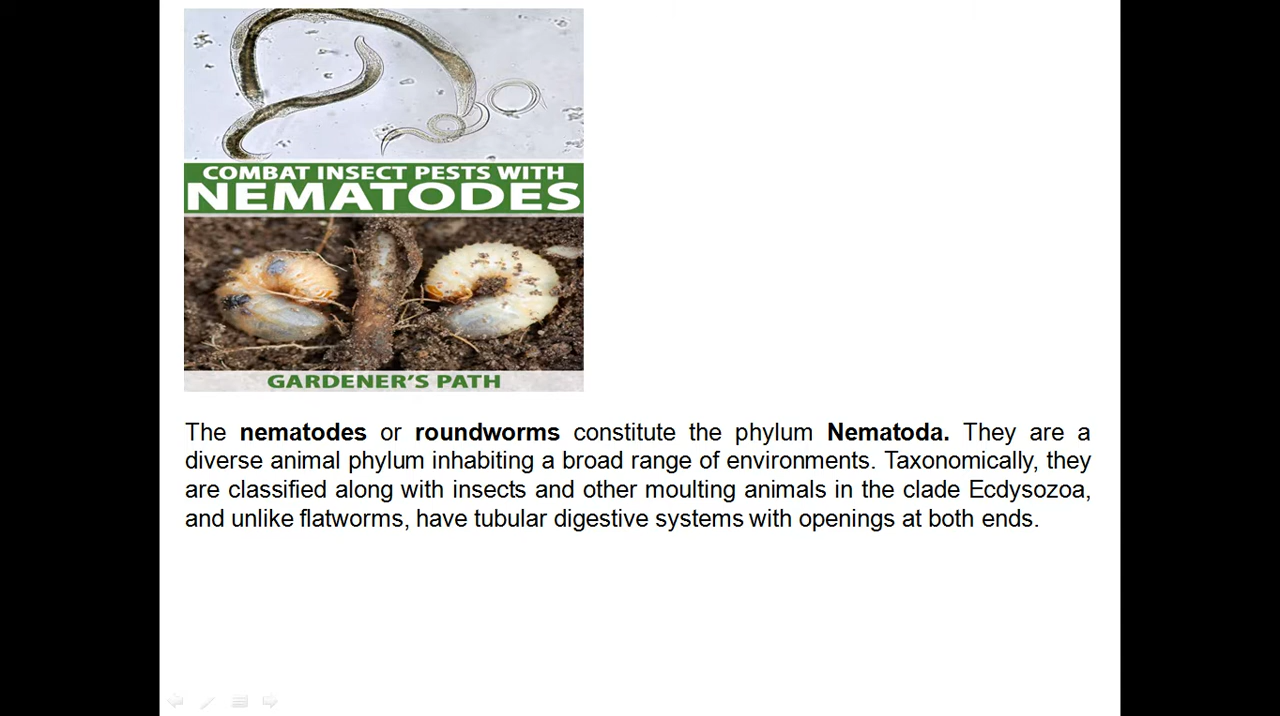 COMBAT INSECT PESTS WITH
NEMATODES
GARDENER'S PATH
The nematodes or roundworms constitute the phylum Nematoda. They are a
diverse animal phylum inhabiting a broad range of environments. Taxonomically, they
are classified along with insects and other moulting animals in the clade Ecdysozoa,
and unlike flatworms, have tubular digestive systems with openings at both ends.